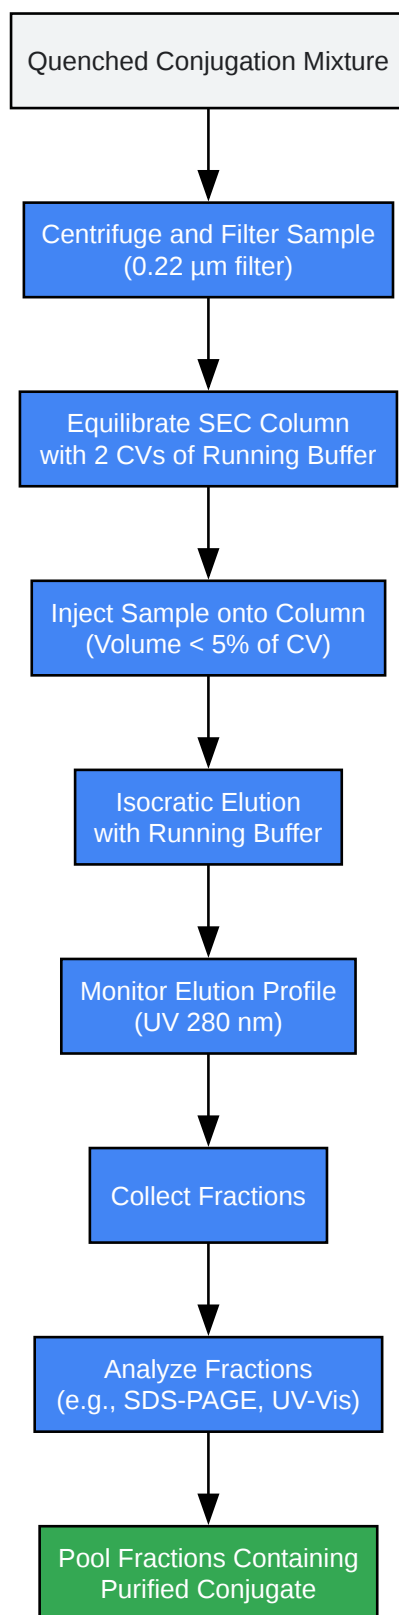 Quenched Conjugation Mixture
Centrifuge and Filter Sample
(0.22 µm filter)
Equilibrate SEC Column
with 2 CVs of Running Buffer
Inject Sample onto Column
(Volume < 5% of CV)
Isocratic Elution
with Running Buffer
Monitor Elution Profile
(UV 280 nm)
Collect Fractions
Analyze Fractions
(e.g., SDS-PAGE, UV-Vis)
Pool Fractions Containing
Purified Conjugate